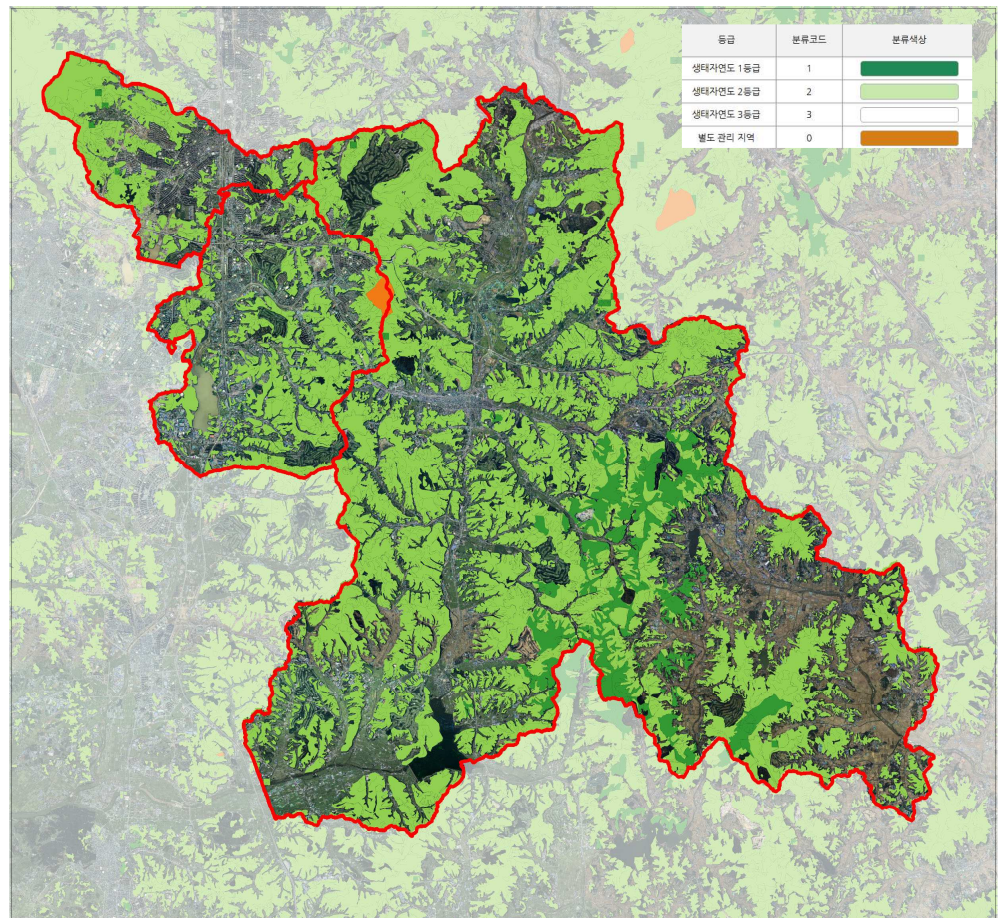 등급 분류코드 분류색상
생태자연도 1등급 1
생태자연도 2등급 2
생태자연도 3등급 3
별도 관리 지역 0